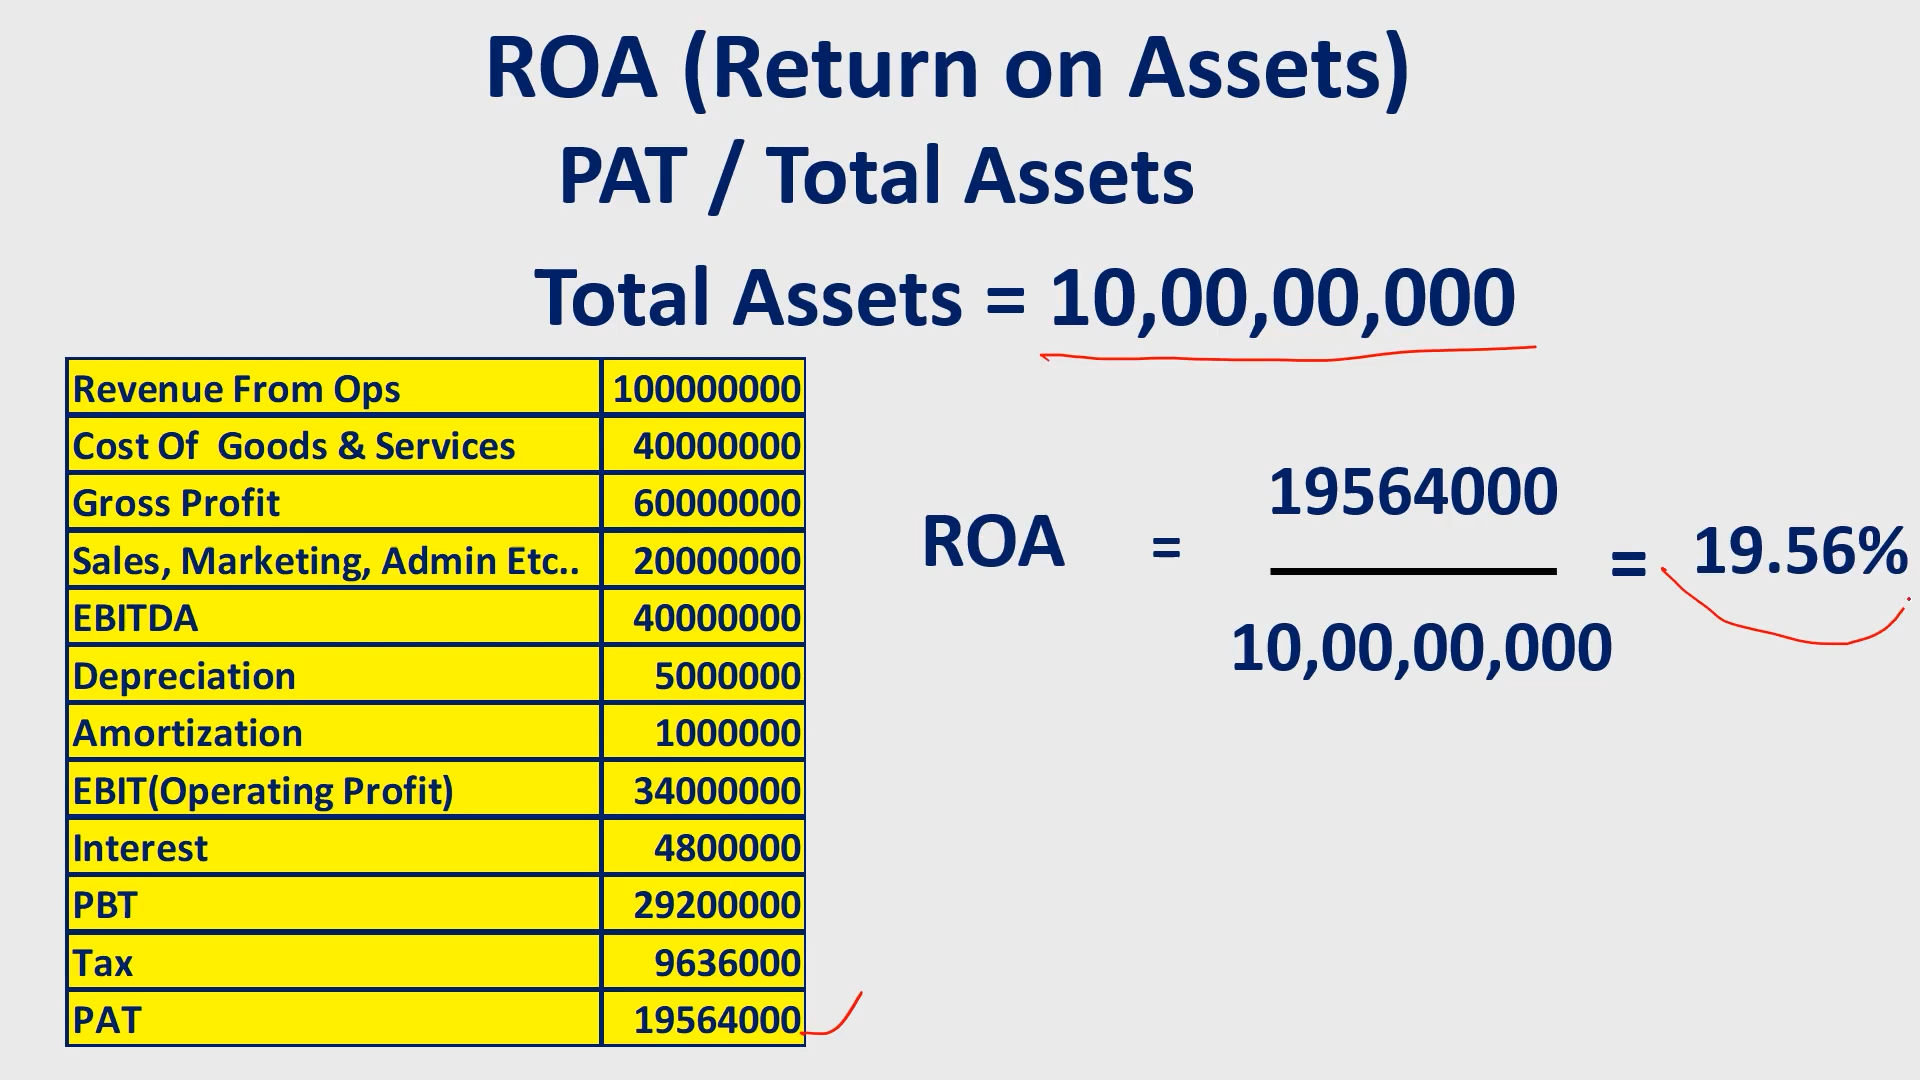 ROA (Return on Assets)
PAT / Total Assets
Total Assets = 10,00,00,000
Revenue From Ops 100000000
Cost Of Goods & Services 40000000
Gross Profit 60000000
Sales, Marketing, Admin Etc.. 20000000
EBITDA 40000000
Depreciation 5000000
Amortization 1000000
EBIT(Operating Profit) 34000000
Interest 4800000
PBT 29200000
Tax 9636000
PAT 19564000
19564000
ROA = = 19.56%
10,00,00,000